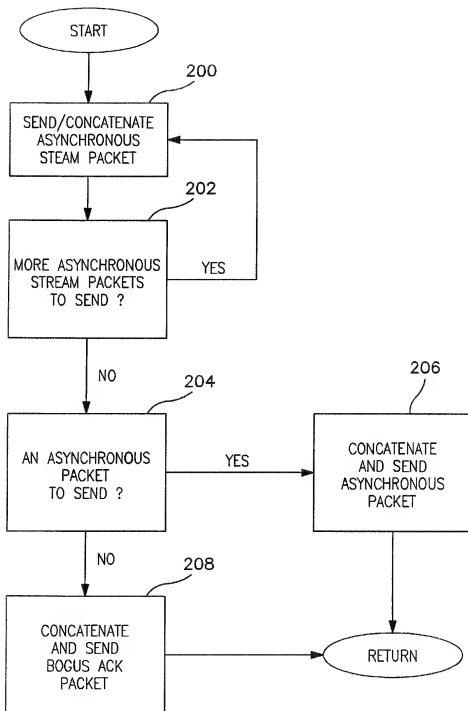 START
200
SEND/CONCATENATE
ASYNCHRONOUS
STEAM PACKET
202
MORE ASYNCHRONOUS
STREAM PACKETS
TO SEND ?
YES
NO
204
AN ASYNCHRONOUS
PACKET
TO SEND ?
YES
206
CONCATENATE
AND SEND
ASYNCHRONOUS
PACKET
NO
208
CONCATENATE
AND SEND
BOGUS ACK
PACKET
RETURN